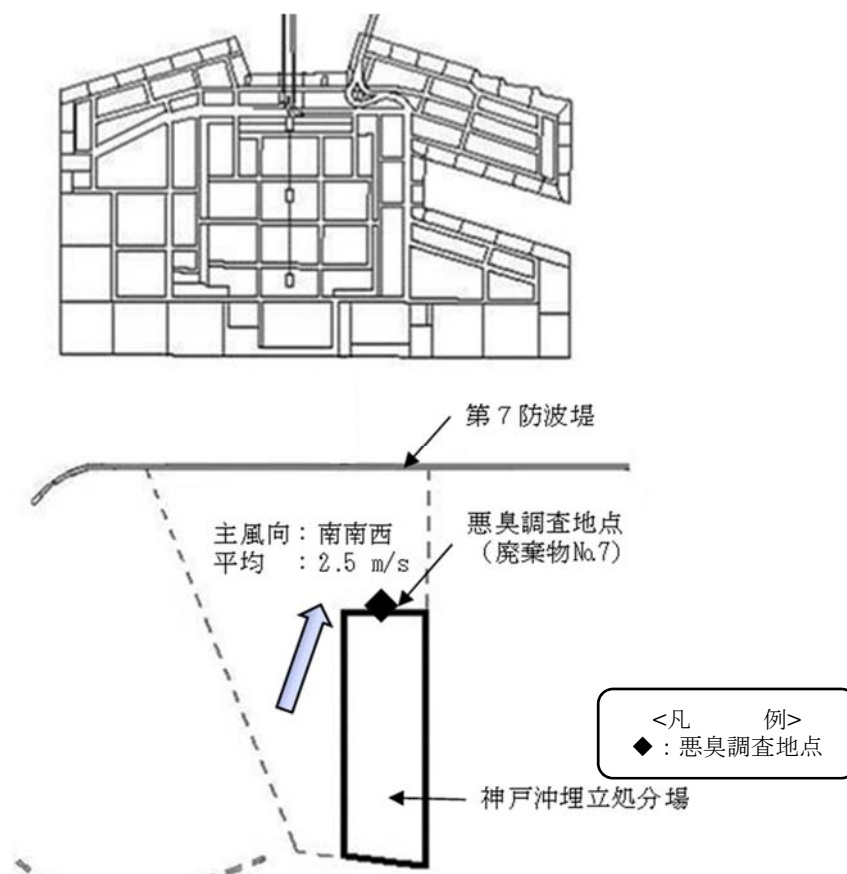 第７防波堤
主風向：南南西
平均　：2.5 m/s
悪臭調査地点
（廃棄物№7）
<凡　　　例>
◆：悪臭調査地点
神戸沖埋立処分場